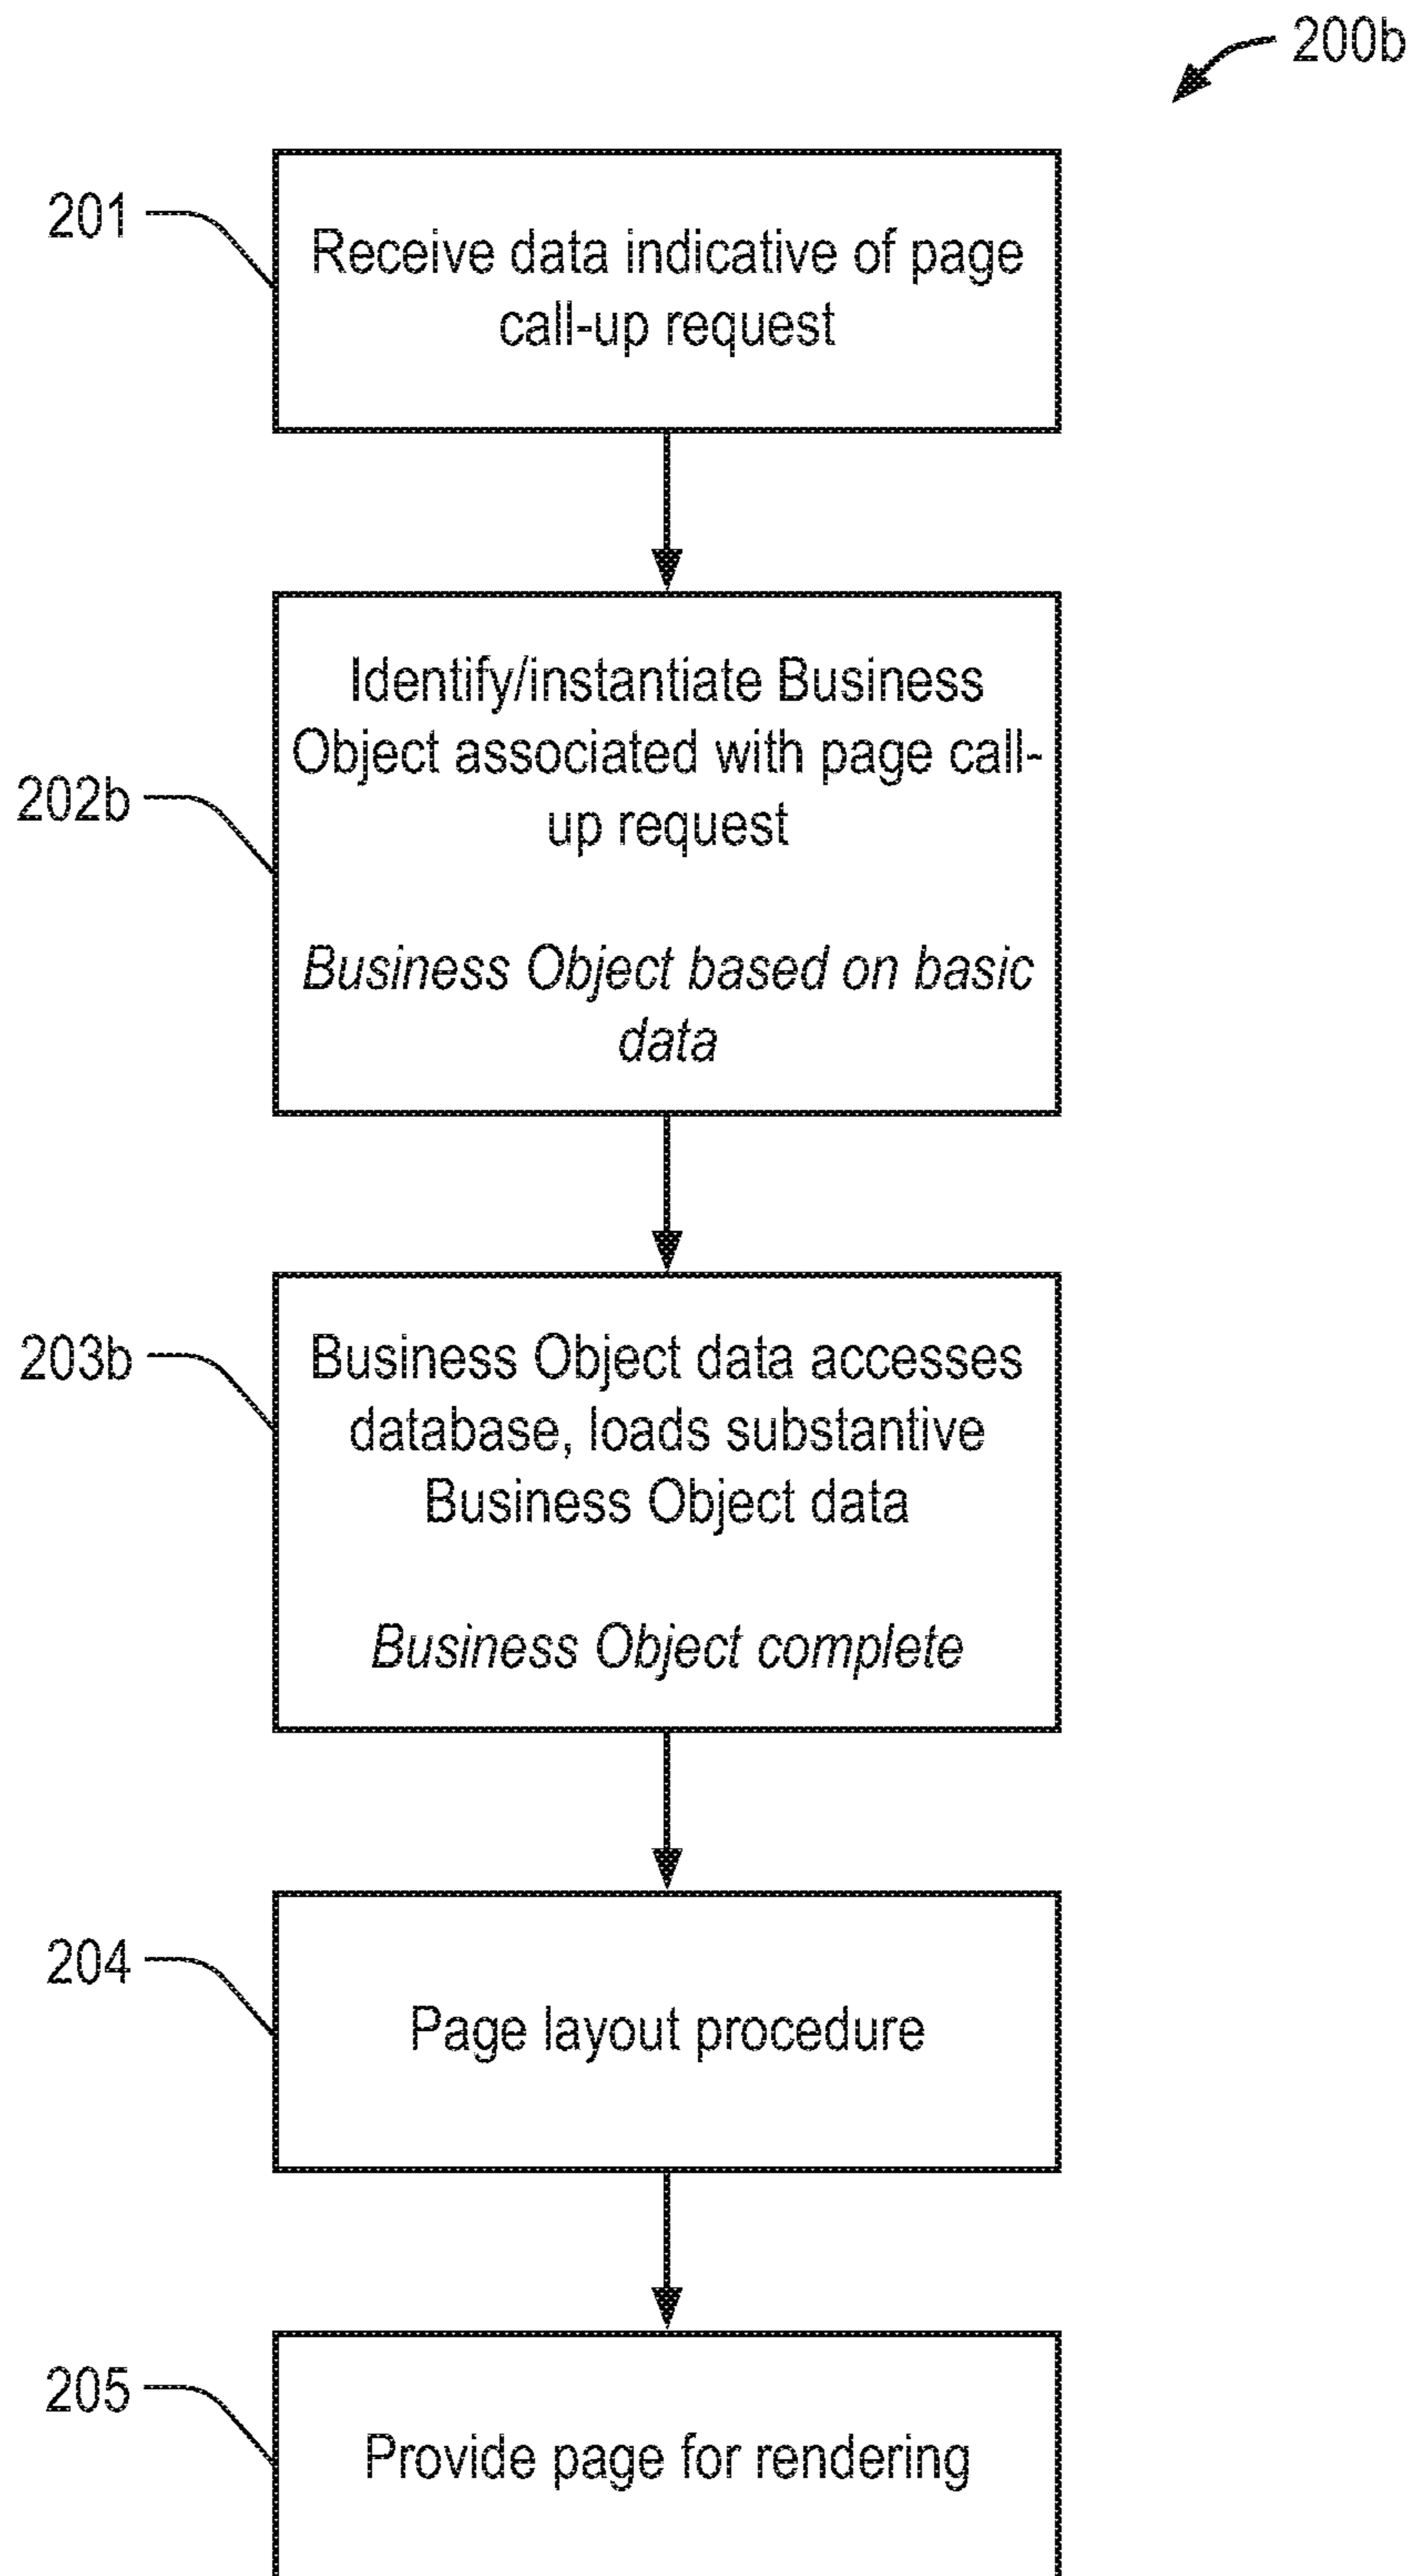 200b
201
Receive data indicative of page
call-up request
202b
Identify/instantiate Business
Object associated with page call-
up request
Business Object based on basic
data
203b
Business Object data accesses
database, loads substantive
Business Object data
Business Object complete
204
Page layout procedure
205
Provide page for rendering